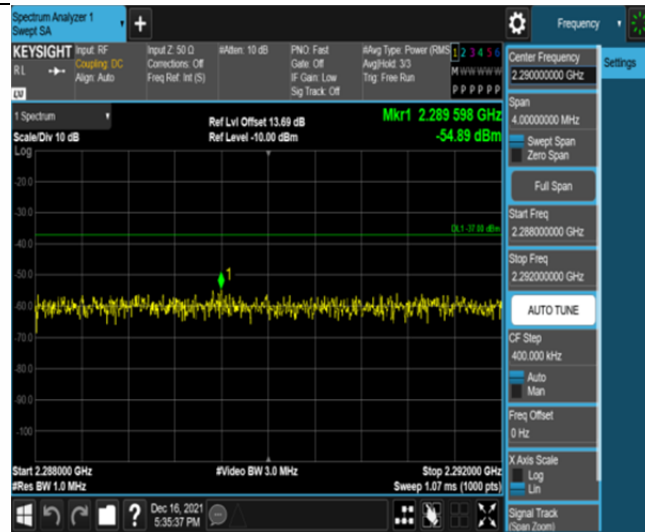 Spectrum Analyzer 1
Swept SA
Frequency
KEYSIGHT
Input: RF
Input Z: 50 Ω
#Atten: 10 dB
PNO: Fast
#Avg Type: Power (RMS
1 2 3 4 5 6
R L
Coupling: DC
Corrections: Off
Gate: Off
Avg|Hold: 3/3
M W W W W W
Align: Auto
Freq Ref: Int (S)
IF Gain: Low
Trig: Free Run
Sig Track: Off
P P P P P P
LXI
1 Spectrum
Ref Lvl Offset 13.69 dB
Mkr1 2.289 598 GHz
Scale/Div 10 dB
Ref Level -10.00 dBm
-54.89 dBm
Log
-20.0
-30.0
DL1 -37.00 dBm
-40.0
-50.0
1
-60.0
-70.0
-80.0
-90.0
-100
Start 2.288000 GHz
#Video BW 3.0 MHz
Stop 2.292000 GHz
#Res BW 1.0 MHz
Sweep 1.07 ms (1000 pts)
Dec 16, 2021
5:35:37 PM
Center Frequency
2.290000000 GHz
Settings
Span
4.00000000 MHz
Swept Span
Zero Span
Full Span
Start Freq
2.288000000 GHz
Stop Freq
2.292000000 GHz
AUTO TUNE
CF Step
400.000 kHz
Auto
Man
Freq Offset
0 Hz
X Axis Scale
Log
Lin
Signal Track
(Span Zoom)